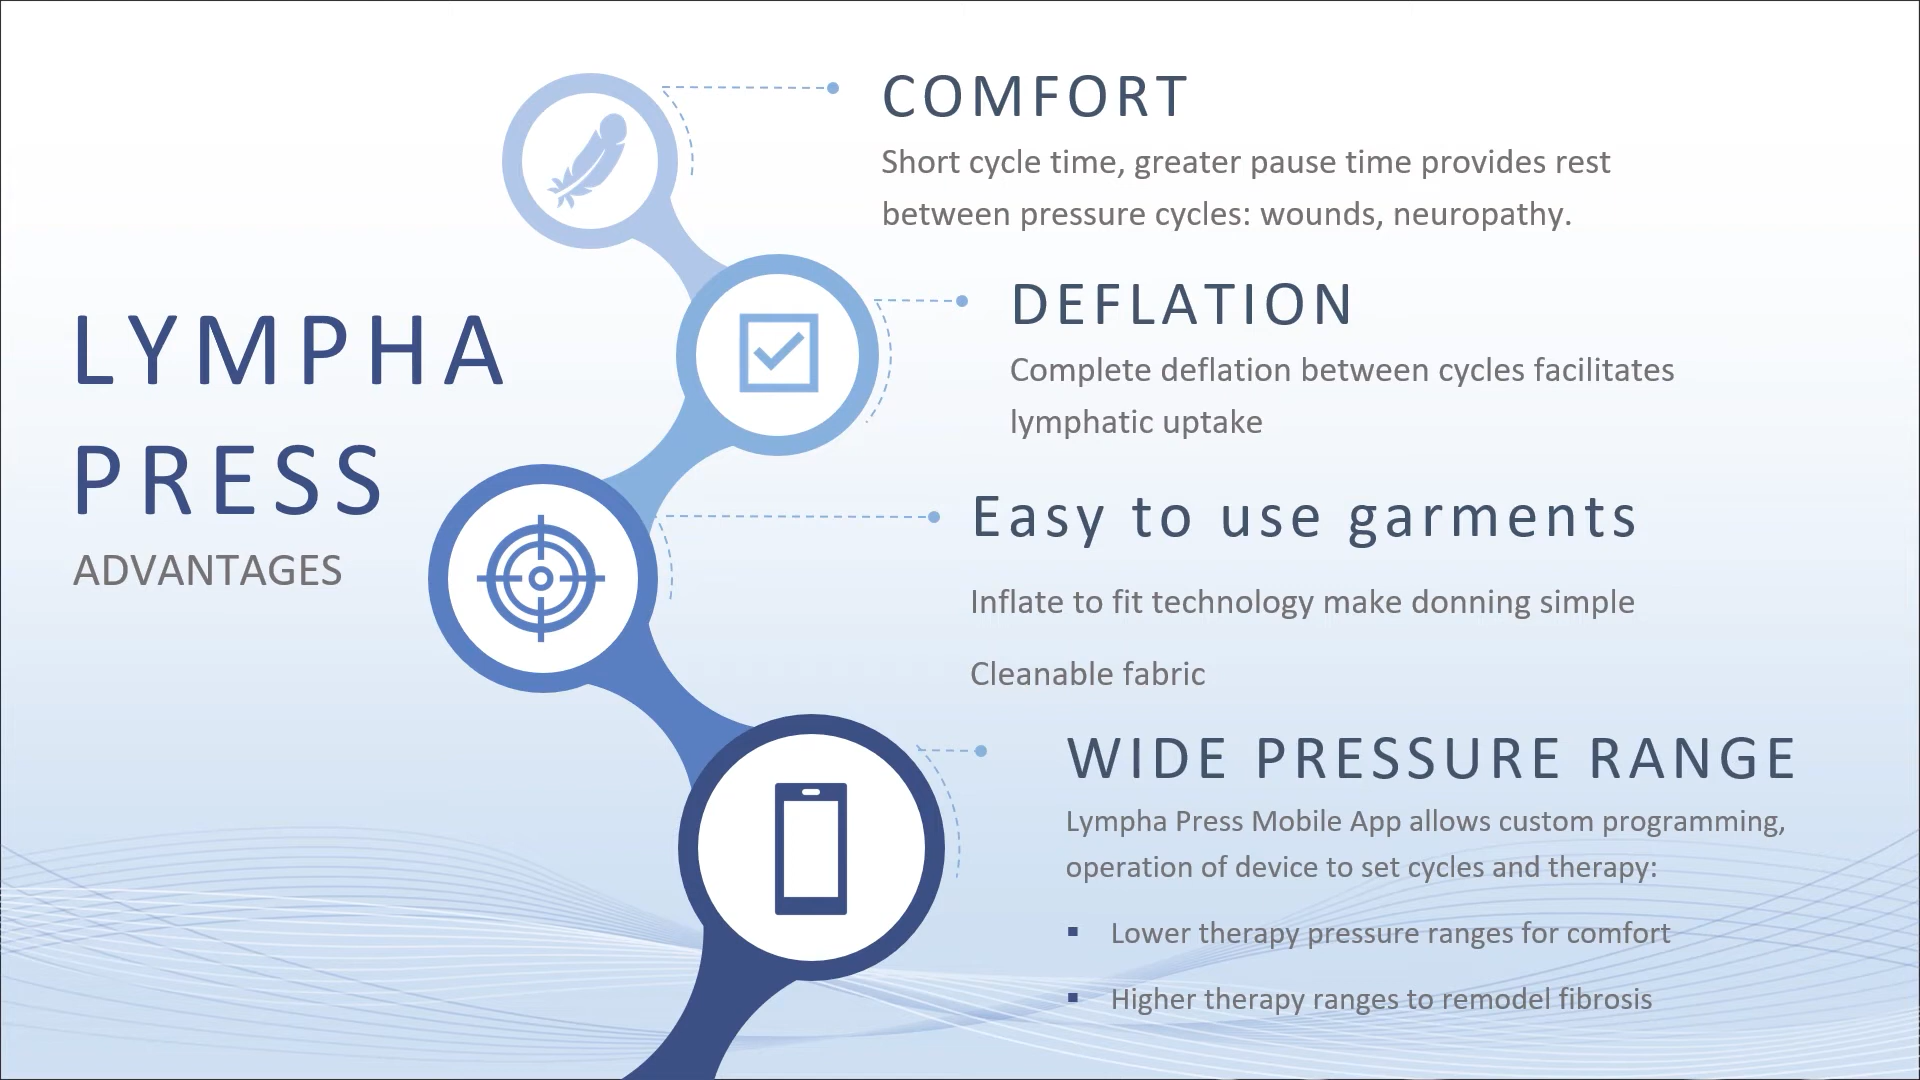 LYMPHA
PRESS
ADVANTAGES
COMFORT
Short cycle time, greater pause time provides rest
between pressure cycles: wounds, neuropathy.
DEFLATION
Complete deflation between cycles facilitates
lymphatic uptake
Easy to use garments
Inflate to fit technology make donning simple
Cleanable fabric
WIDE PRESSURE RANGE
Lympha Press Mobile App allows custom programming,
operation of device to set cycles and therapy:
▪ Lower therapy pressure ranges for comfort
▪ Higher therapy ranges to remodel fibrosis